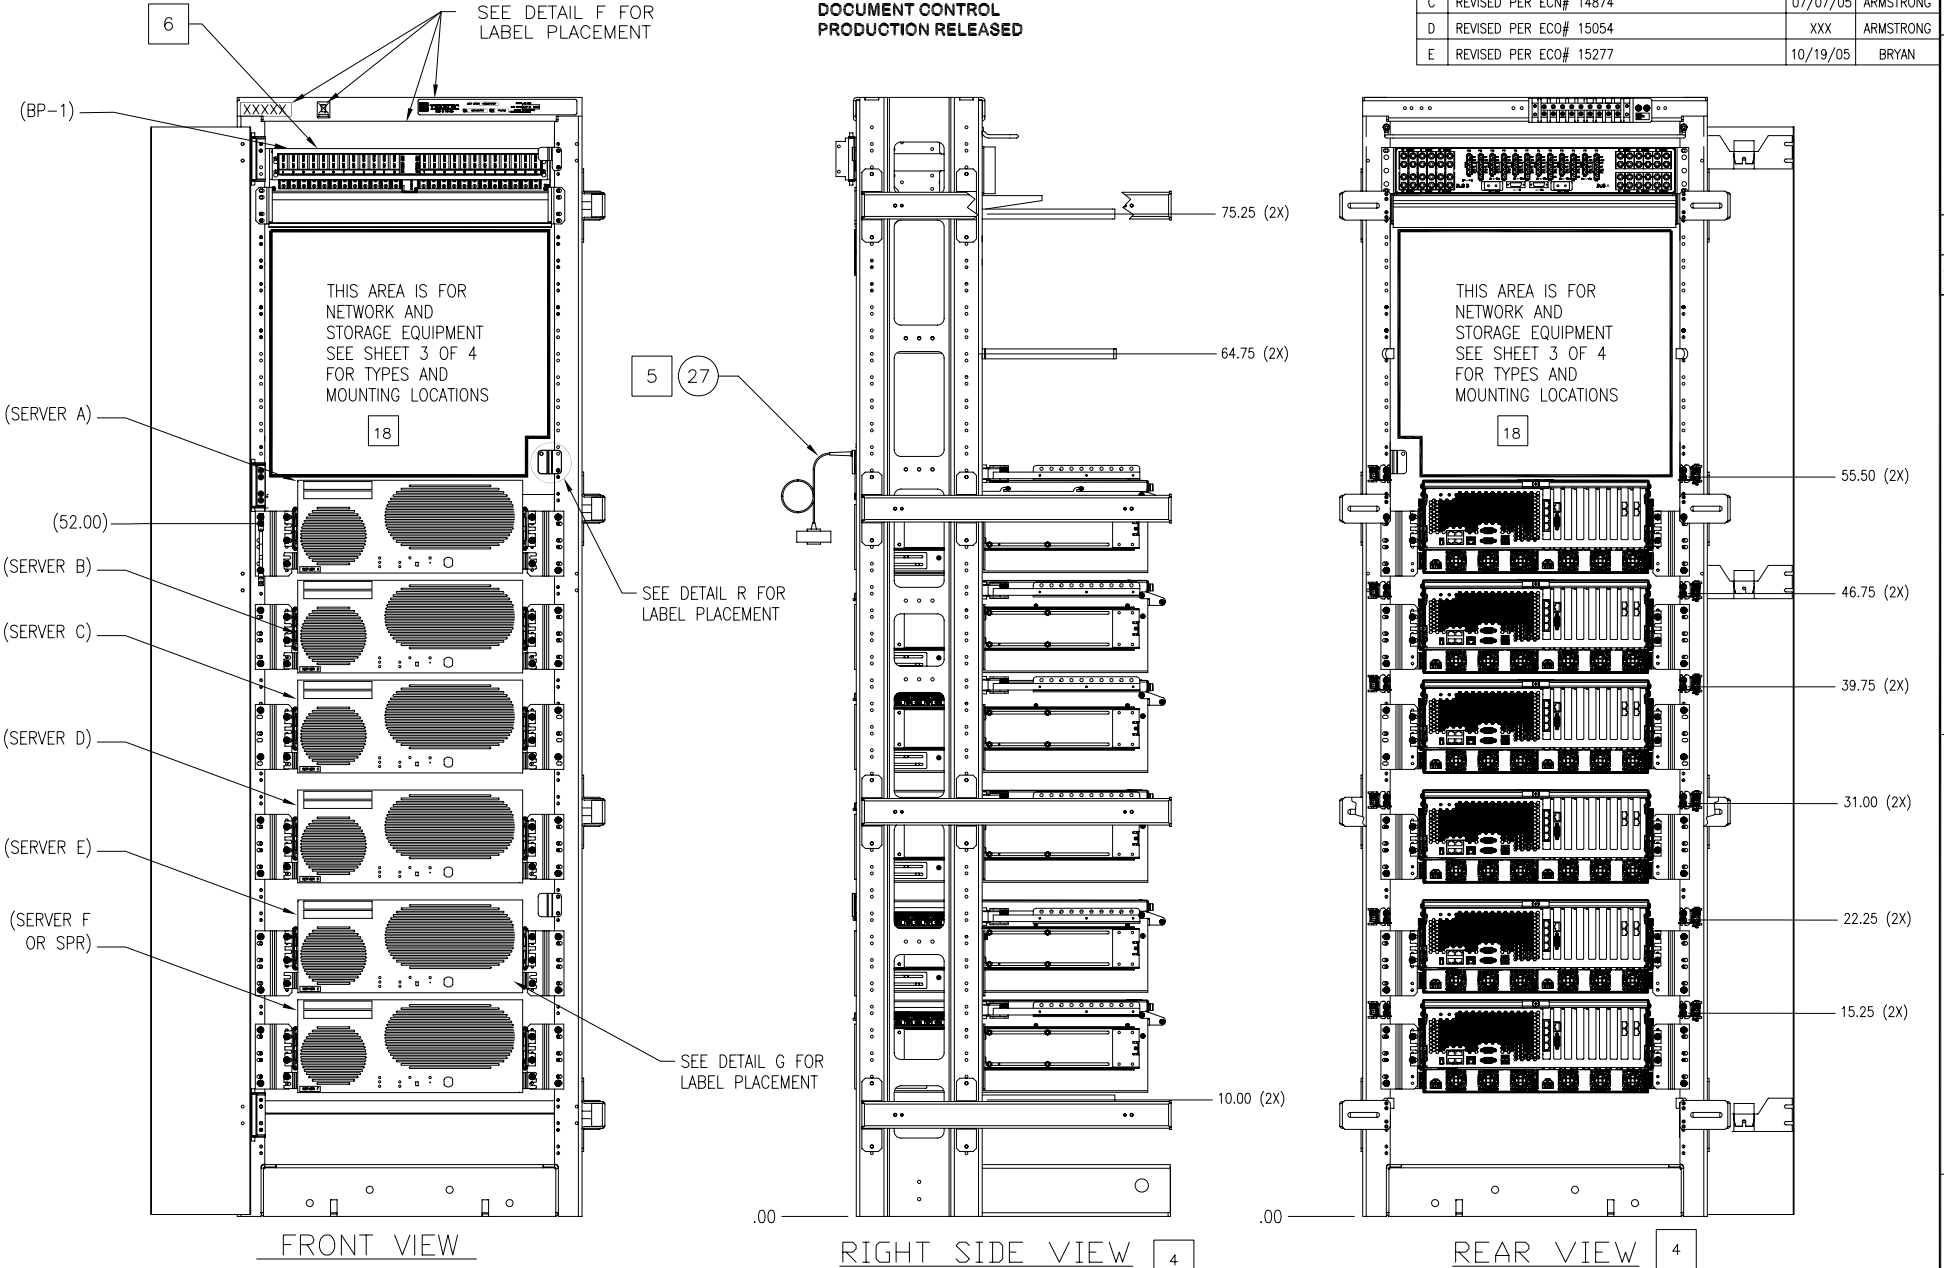 6
SEE DETAIL F FOR
LABEL PLACEMENT
DOCUMENT CONTROL
PRODUCTION RELEASED
C REVISED PER ECN# 14874 07/07/05 ARMSTRONG
D REVISED PER ECO# 15054 XXX ARMSTRONG
E REVISED PER ECO# 15277 10/19/05 BRYAN
(BP-1)
XXXXX
THIS AREA IS FOR
NETWORK AND
STORAGE EQUIPMENT
SEE SHEET 3 OF 4
FOR TYPES AND
MOUNTING LOCATIONS
18
(SERVER A)
(52.00)
(SERVER B)
(SERVER C)
(SERVER D)
(SERVER E)
(SERVER F
OR SPR)
SEE DETAIL R FOR
LABEL PLACEMENT
SEE DETAIL G FOR
LABEL PLACEMENT
FRONT VIEW
5 27
75.25 (2X)
64.75 (2X)
10.00 (2X)
.00
RIGHT SIDE VIEW 4
THIS AREA IS FOR
NETWORK AND
STORAGE EQUIPMENT
SEE SHEET 3 OF 4
FOR TYPES AND
MOUNTING LOCATIONS
18
55.50 (2X)
46.75 (2X)
39.75 (2X)
31.00 (2X)
22.25 (2X)
15.25 (2X)
.00
REAR VIEW 4